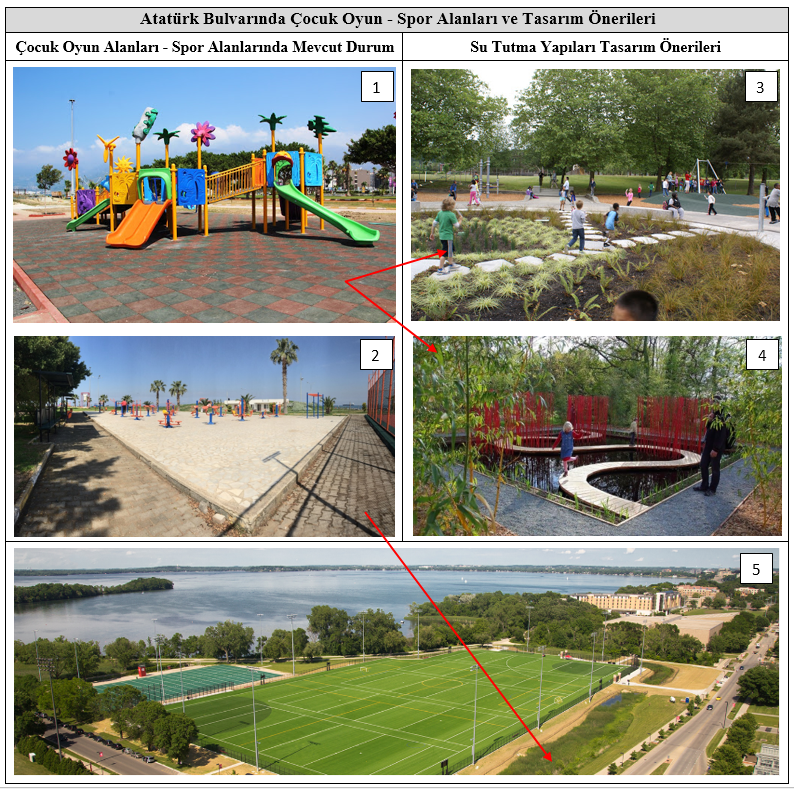 Atatürk Bulvarında Çocuk Oyun - Spor Alanları ve Tasarım Önerileri
Çocuk Oyun Alanları - Spor Alanlarında Mevcut Durum
Su Tutma Yapıları Tasarım Önerileri
1
3
2
4
5